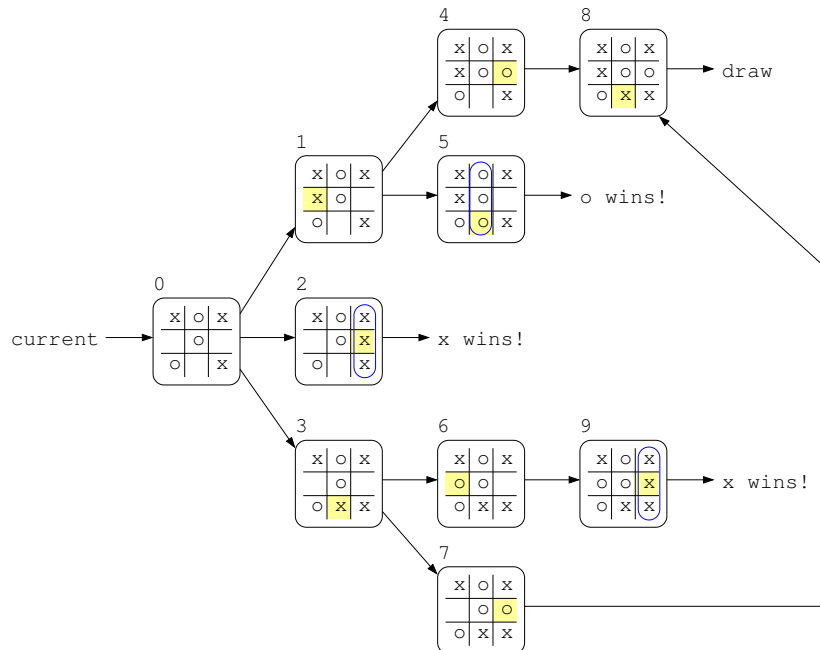 4
x o x
x o o
o x
8
x o x
x o o
o x x
draw
1
x o x
x o
o x
5
x o x
x o
o o x
o wins!
current
0
x o x
o
o x
2
x o x
o x
o x
x wins!
3
x o x
o
o x x
6
x o x
o o
o x x
9
o o x
o o x
o x x
x wins!
7
x o x
o o
o x x